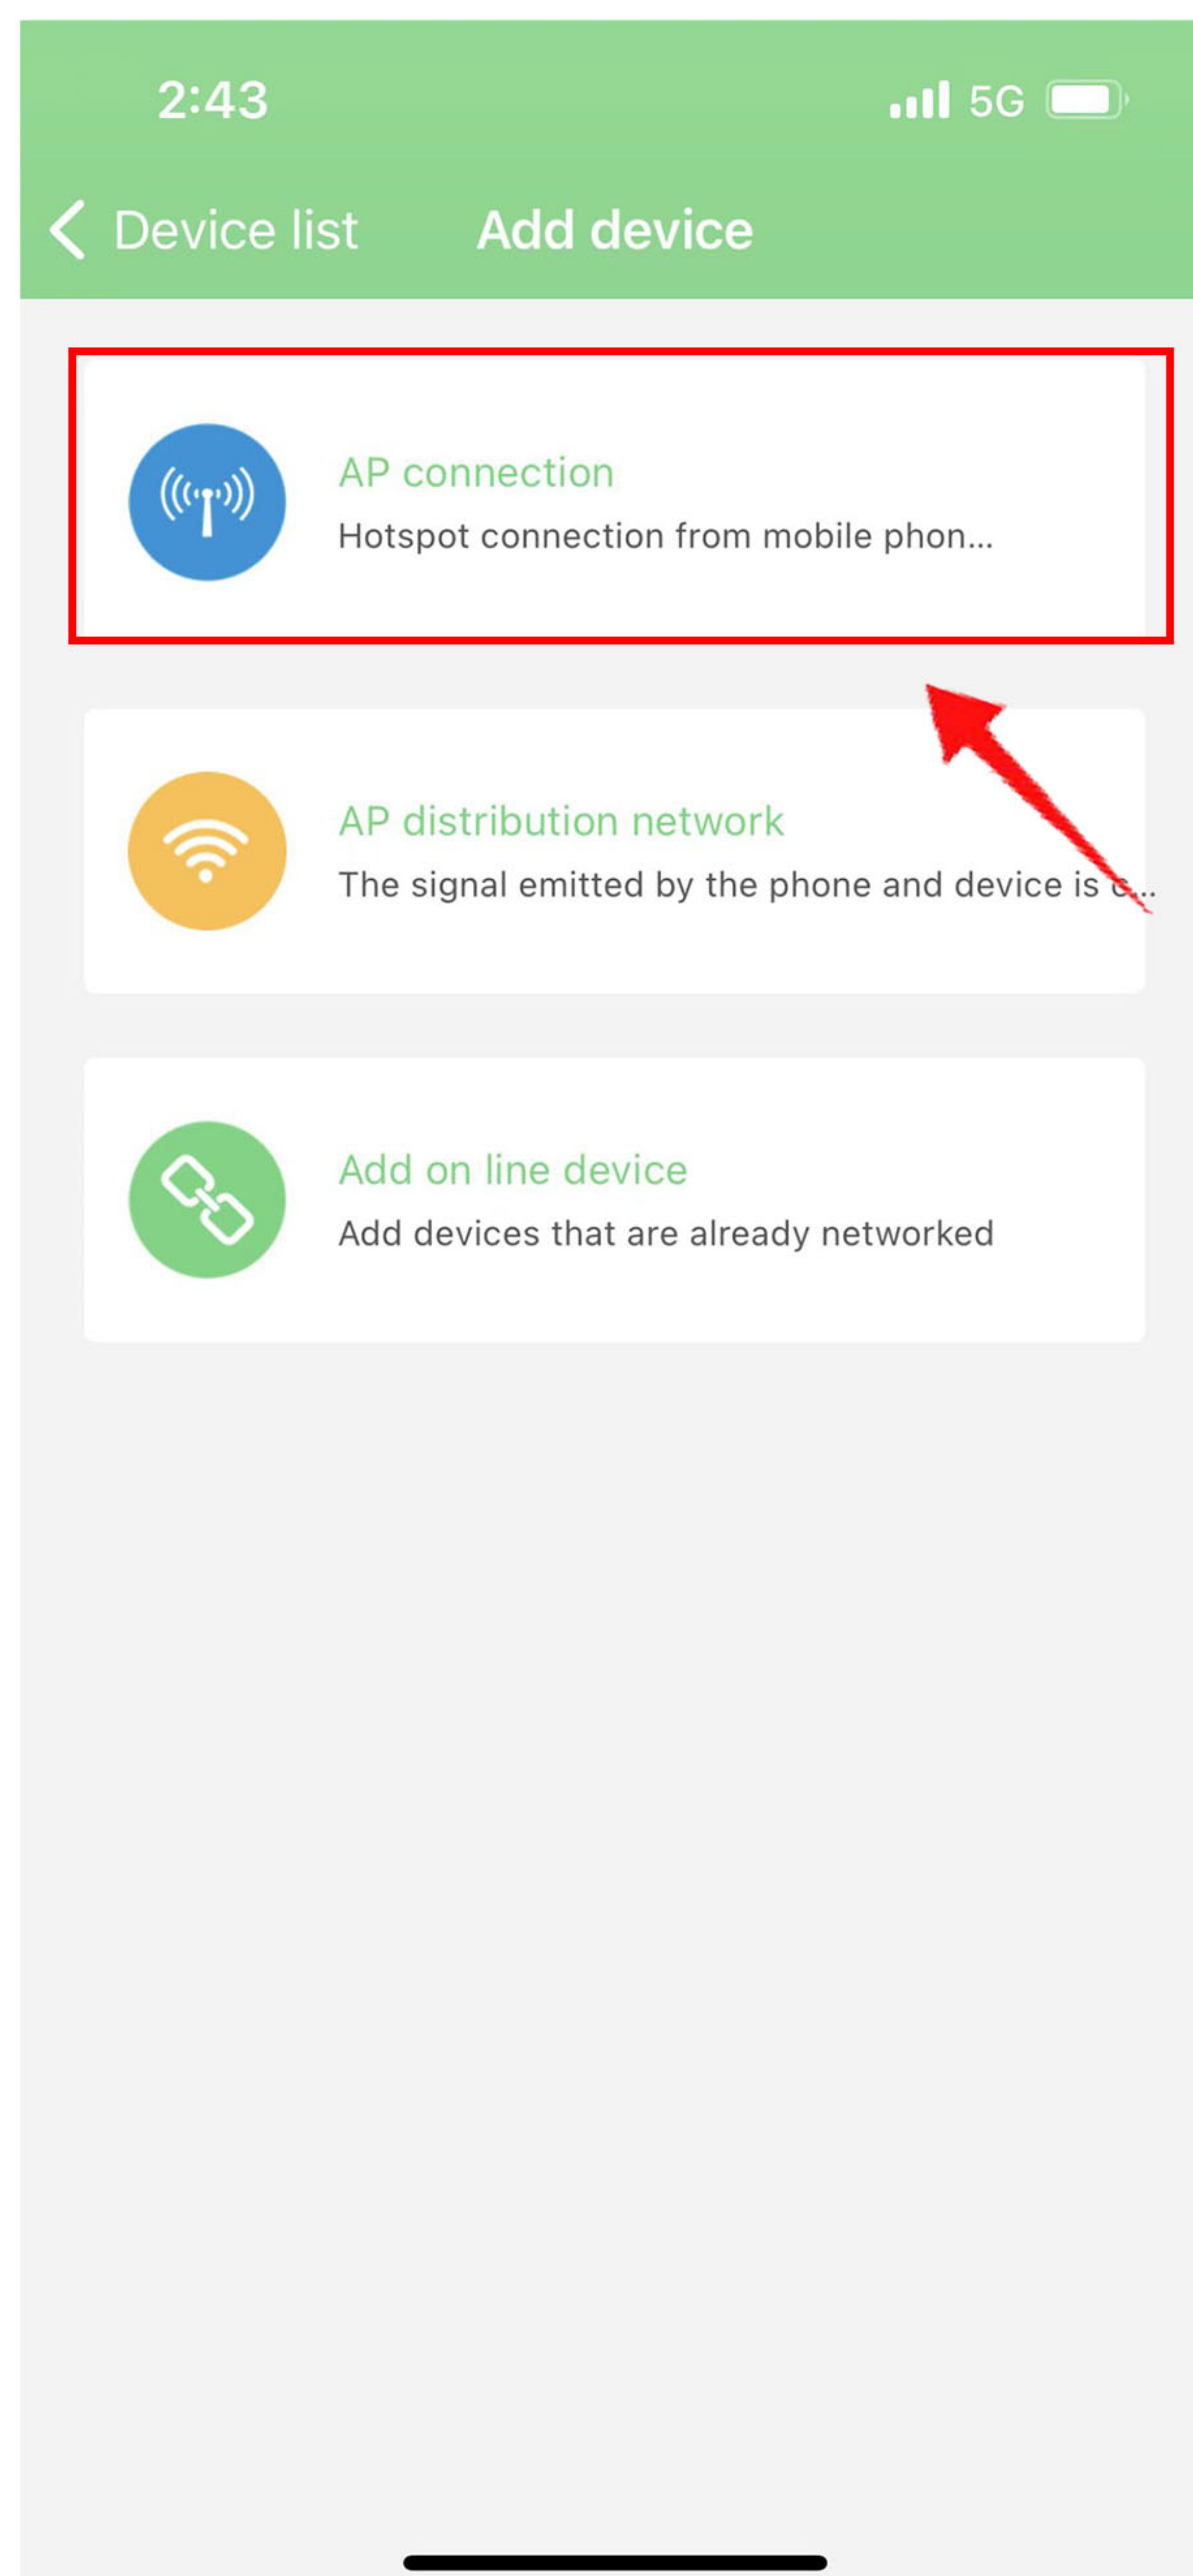 2:43 5G
Device list Add device
AP connection
Hotspot connection from mobile phon...
AP distribution network
The signal emitted by the phone and device is c...
Add on line device
Add devices that are already networked